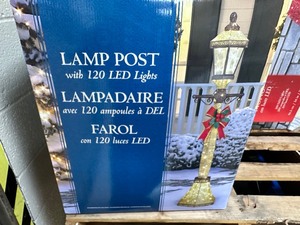 LAMP POST
with 120 LED Lights
LAMPADAIRE
avec 120 ampoules à DEL
FAROL
con 120 luces LED